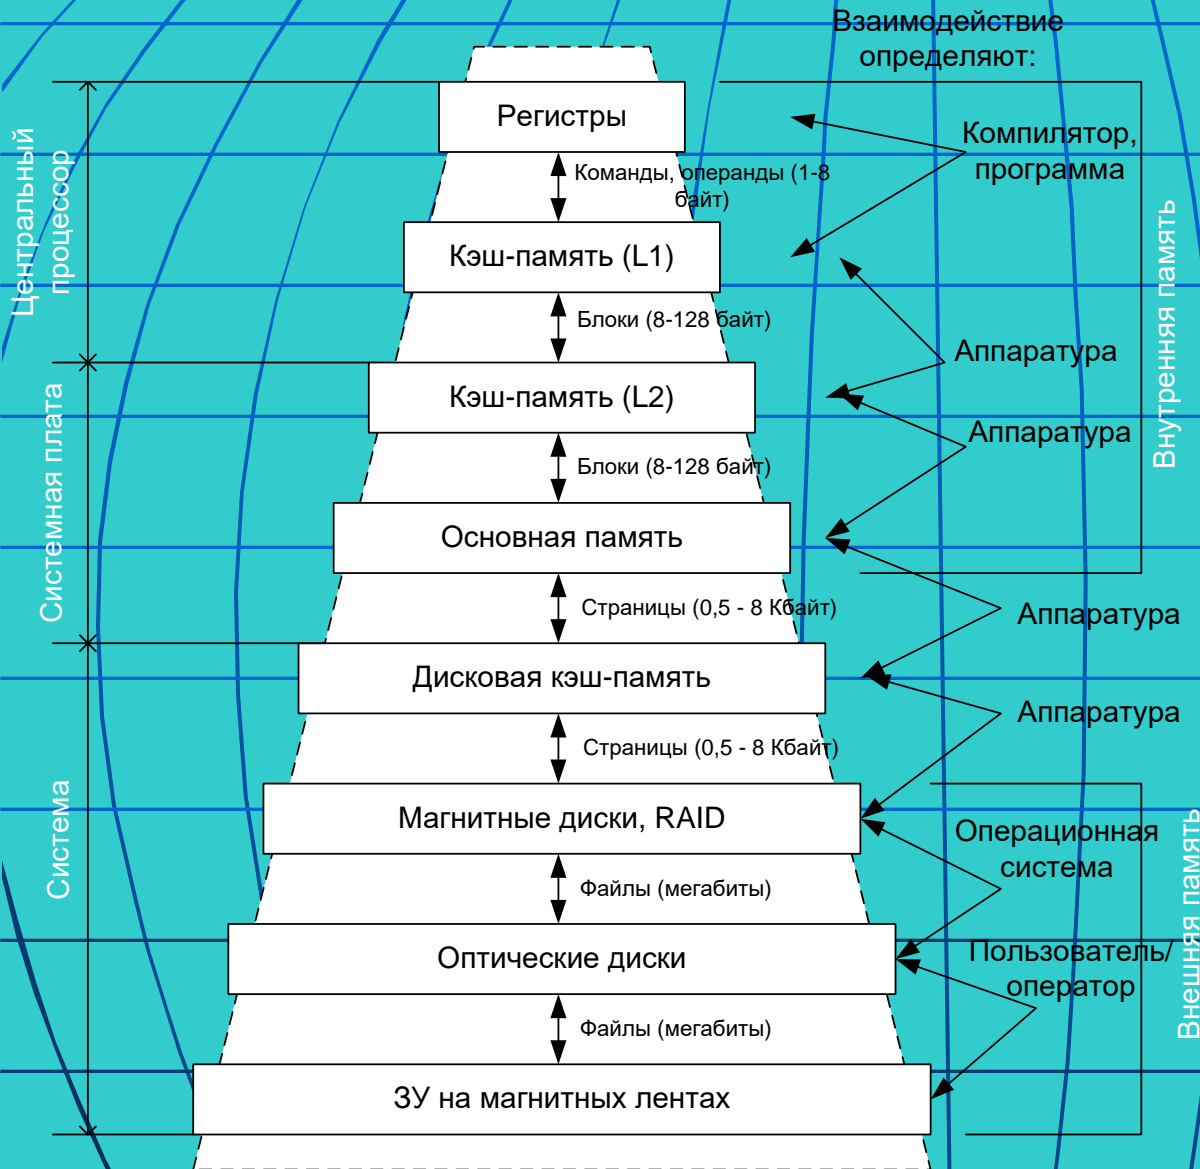 Взаимодействие
определяют:
Регистры
Команды, операнды (1-8
байт)
Кэш-память (L1)
Блоки (8-128 байт)
Кэш-память (L2)
Блоки (8-128 байт)
Основная память
Страницы (0,5 - 8 Кбайт)
Дисковая кэш-память
Страницы (0,5 - 8 Кбайт)
Магнитные диски, RAID
Файлы (мегабиты)
Оптические диски
Файлы (мегабиты)
ЗУ на магнитных лентах
Центральный
процессор
Системная плата
Система
Компилятор,
программа
Аппаратура
Аппаратура
Аппаратура
Аппаратура
Операционная
система
Пользователь/
оператор
Внутренняя память
Внешняя память